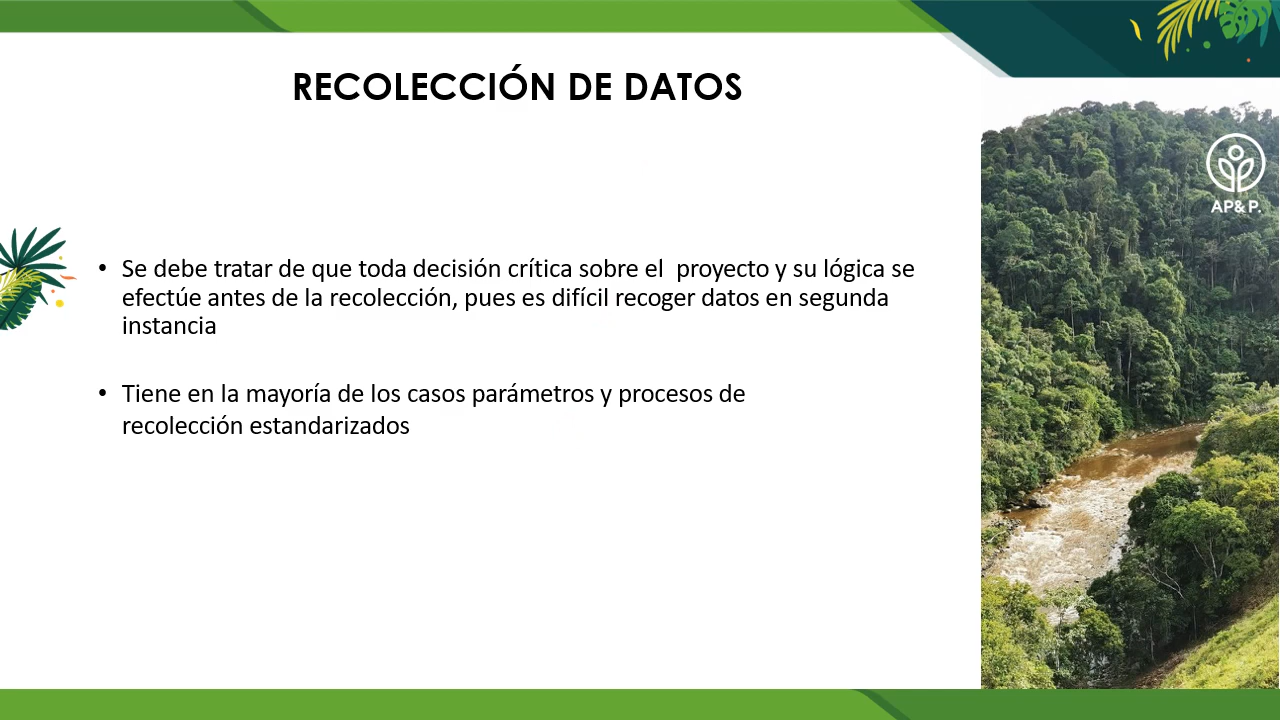 RECOLECCIÓN DE DATOS
AP&P.
• Se debe tratar de que toda decisión crítica sobre el  proyecto y su lógica se
efectúe antes de la recolección, pues es difícil recoger datos en segunda
instancia
• Tiene en la mayoría de los casos parámetros y procesos de
recolección estandarizados